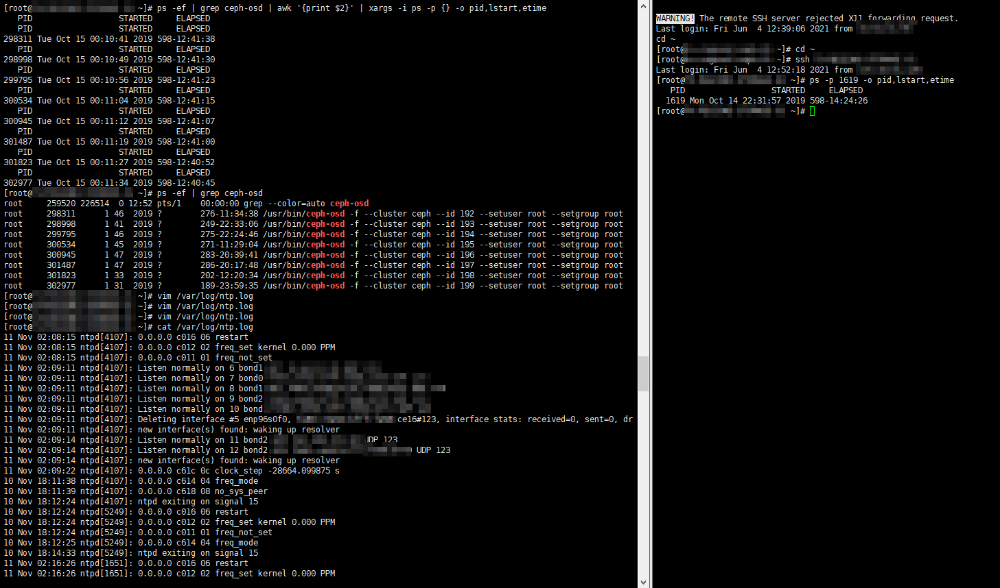 [root@ ~]# ps -ef | grep ceph-osd | awk '{print $2}' | xargs -i ps -p {} -o pid,lstart,etime
PID STARTED ELAPSED
298311 Tue Oct 15 00:10:41 2019 598-12:41:38
PID STARTED ELAPSED
298998 Tue Oct 15 00:10:49 2019 598-12:41:30
PID STARTED ELAPSED
299795 Tue Oct 15 00:10:56 2019 598-12:41:23
PID STARTED ELAPSED
300534 Tue Oct 15 00:11:04 2019 598-12:41:15
PID STARTED ELAPSED
300945 Tue Oct 15 00:11:12 2019 598-12:41:07
PID STARTED ELAPSED
301487 Tue Oct 15 00:11:19 2019 598-12:41:00
PID STARTED ELAPSED
301823 Tue Oct 15 00:11:27 2019 598-12:40:52
PID STARTED ELAPSED
302977 Tue Oct 15 00:11:34 2019 598-12:40:45
[root@ ~]# ps -ef | grep ceph-osd
root 259520 226514 0 12:52 pts/1 00:00:00 grep --color=auto ceph-osd
root 298311 1 46 2019 ? 276-11:34:38 /usr/bin/ceph-osd -f --cluster ceph --id 192 --setuser root --setgroup root
root 298998 1 41 2019 ? 249-22:33:06 /usr/bin/ceph-osd -f --cluster ceph --id 193 --setuser root --setgroup root
root 299795 1 46 2019 ? 275-22:24:46 /usr/bin/ceph-osd -f --cluster ceph --id 194 --setuser root --setgroup root
root 300534 1 45 2019 ? 271-11:29:04 /usr/bin/ceph-osd -f --cluster ceph --id 195 --setuser root --setgroup root
root 300945 1 47 2019 ? 283-20:39:41 /usr/bin/ceph-osd -f --cluster ceph --id 196 --setuser root --setgroup root
root 301487 1 47 2019 ? 286-20:17:48 /usr/bin/ceph-osd -f --cluster ceph --id 197 --setuser root --setgroup root
root 301823 1 33 2019 ? 202-12:20:34 /usr/bin/ceph-osd -f --cluster ceph --id 198 --setuser root --setgroup root
root 302977 1 31 2019 ? 189-23:59:35 /usr/bin/ceph-osd -f --cluster ceph --id 199 --setuser root --setgroup root
[root@ ~]# vim /var/log/ntp.log
[root@ ~]# vim /var/log/ntp.log
[root@ ~]# vim /var/log/ntp.log
[root@ ~]# cat /var/log/ntp.log
11 Nov 02:08:15 ntpd[4107]: 0.0.0.0 c016 06 restart
11 Nov 02:08:15 ntpd[4107]: 0.0.0.0 c012 02 freq_set kernel 0.000 PPM
11 Nov 02:08:15 ntpd[4107]: 0.0.0.0 c011 01 freq_not_set
11 Nov 02:09:11 ntpd[4107]: Listen normally on 6 bond1
11 Nov 02:09:11 ntpd[4107]: Listen normally on 7 bond0
11 Nov 02:09:11 ntpd[4107]: Listen normally on 8 bond1
11 Nov 02:09:11 ntpd[4107]: Listen normally on 9 bond2
11 Nov 02:09:11 ntpd[4107]: Listen normally on 10
11 Nov 02:09:11 ntpd[4107]: Deleting interface #5 enp96s0f0, ce16#123, interface stats: received=0, sent=0, dr
11 Nov 02:09:11 ntpd[4107]: new interface(s) found: waking up resolver
11 Nov 02:09:14 ntpd[4107]: Listen normally on 11 bond2 UDP 123
11 Nov 02:09:14 ntpd[4107]: Listen normally on 12 bond2 UDP 123
11 Nov 02:09:14 ntpd[4107]: new interface(s) found: waking up resolver
11 Nov 02:09:22 ntpd[4107]: 0.0.0.0 c61c 0c clock_step -28664.099875 s
10 Nov 18:11:38 ntpd[4107]: 0.0.0.0 c614 04 freq_mode
10 Nov 18:11:39 ntpd[4107]: 0.0.0.0 c618 08 no_sys_peer
10 Nov 18:12:24 ntpd[4107]: ntpd exiting on signal 15
10 Nov 18:12:24 ntpd[5249]: 0.0.0.0 c016 06 restart
10 Nov 18:12:24 ntpd[5249]: 0.0.0.0 c012 02 freq_set kernel 0.000 PPM
10 Nov 18:12:24 ntpd[5249]: 0.0.0.0 c011 01 freq_not_set
10 Nov 18:12:25 ntpd[5249]: 0.0.0.0 c614 04 freq_mode
10 Nov 18:14:33 ntpd[5249]: ntpd exiting on signal 15
11 Nov 02:16:26 ntpd[1651]: 0.0.0.0 c016 06 restart
11 Nov 02:16:26 ntpd[1651]: 0.0.0.0 c012 02 freq_set kernel 0.000 PPM
WARNING! The remote SSH server rejected X11 forwarding request.
Last login: Fri Jun 4 12:39:06 2021 from
cd ~
[root@ ~]# cd ~
[root@ ~]# ssh
Last login: Fri Jun 4 12:52:18 2021 from
[root@ ~]# ps -p 1619 -o pid,lstart,etime
PID STARTED ELAPSED
1619 Mon Oct 14 22:31:57 2019 598-14:24:26
[root@ ~]#